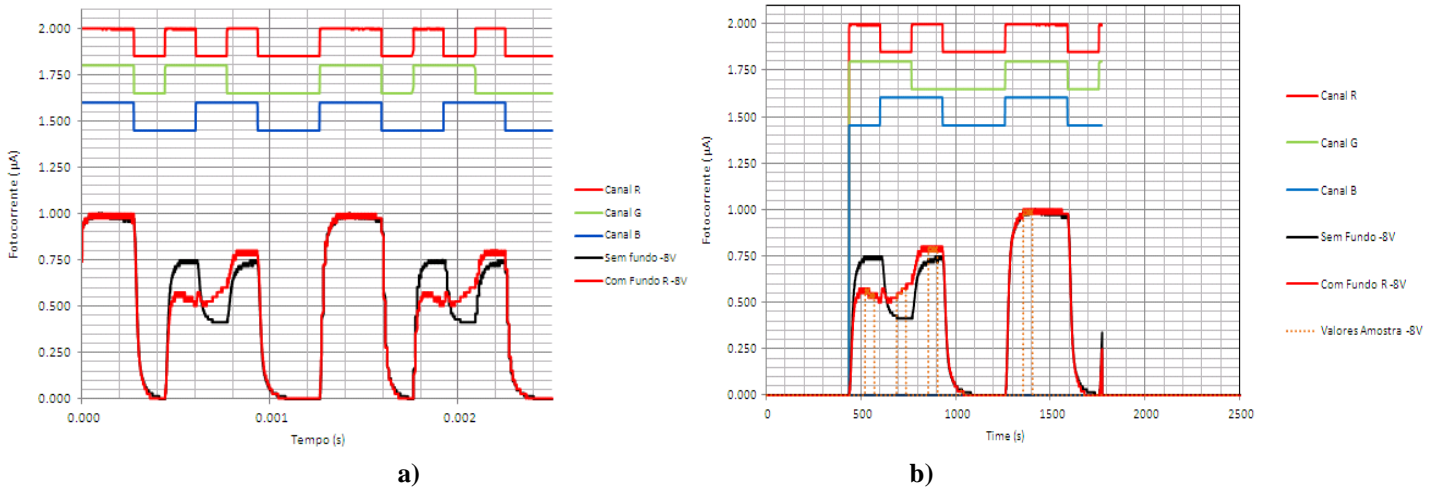 2.000
1.750
1.500
1.250
1.000
0.750
0.500
0.250
0.000
Fotocorrente ( µA)
0.000
0.001
0.002
Tempo (s)
Canal R
Canal G
Canal B
Sem fundo -8V
Com Fundo R -8V
a)
2.000
1.750
1.500
1.250
1.000
0.750
0.500
0.250
0.000
Fotocorrente ( µA)
0
500
1000
1500
2000
2500
Time (s)
Canal R
Canal G
Canal B
Sem Fundo -8V
Com Fundo R -8V
Valores Amostra -8V
b)